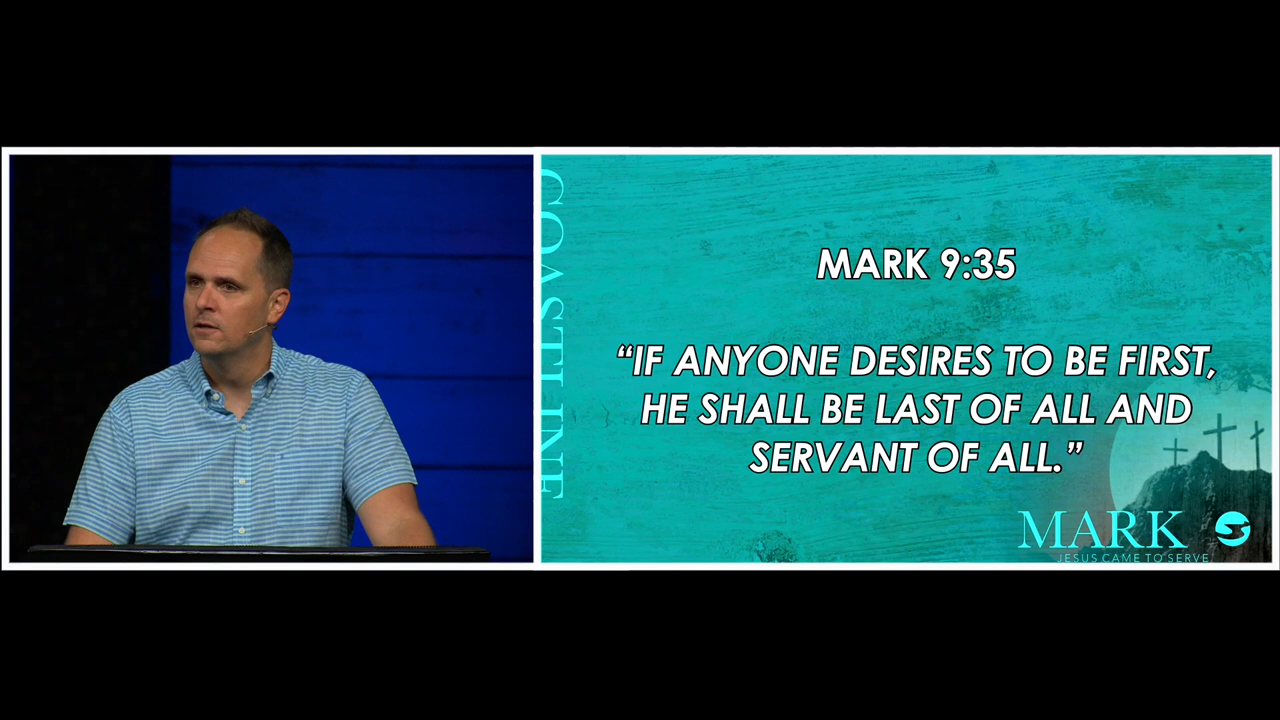 COASTLINE
MARK 9:35
“IF ANYONE DESIRES TO BE FIRST,
HE SHALL BE LAST OF ALL AND
SERVANT OF ALL.”
MARK
JESUS CAME TO SERVE